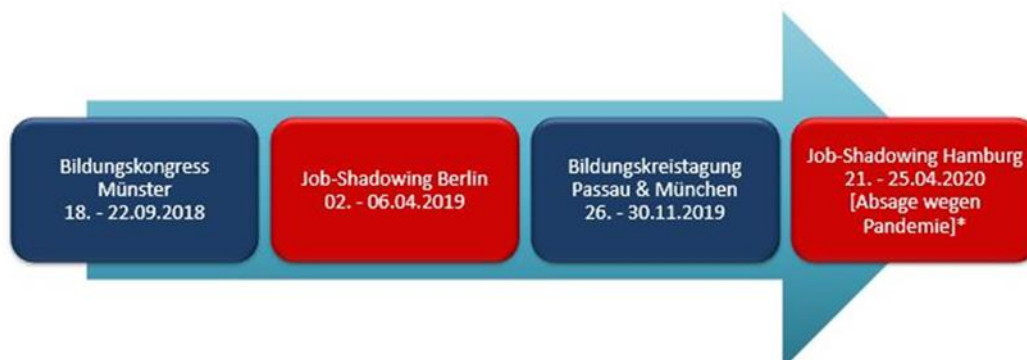 Bildungskongress
Münster
18. - 22.09.2018
Job-Shadowing Berlin
02. - 06.04.2019
Bildungskreistagung
Passau & München
26. - 30.11.2019
Job-Shadowing Hamburg
21. - 25.04.2020
[Absage wegen
Pandemie]*